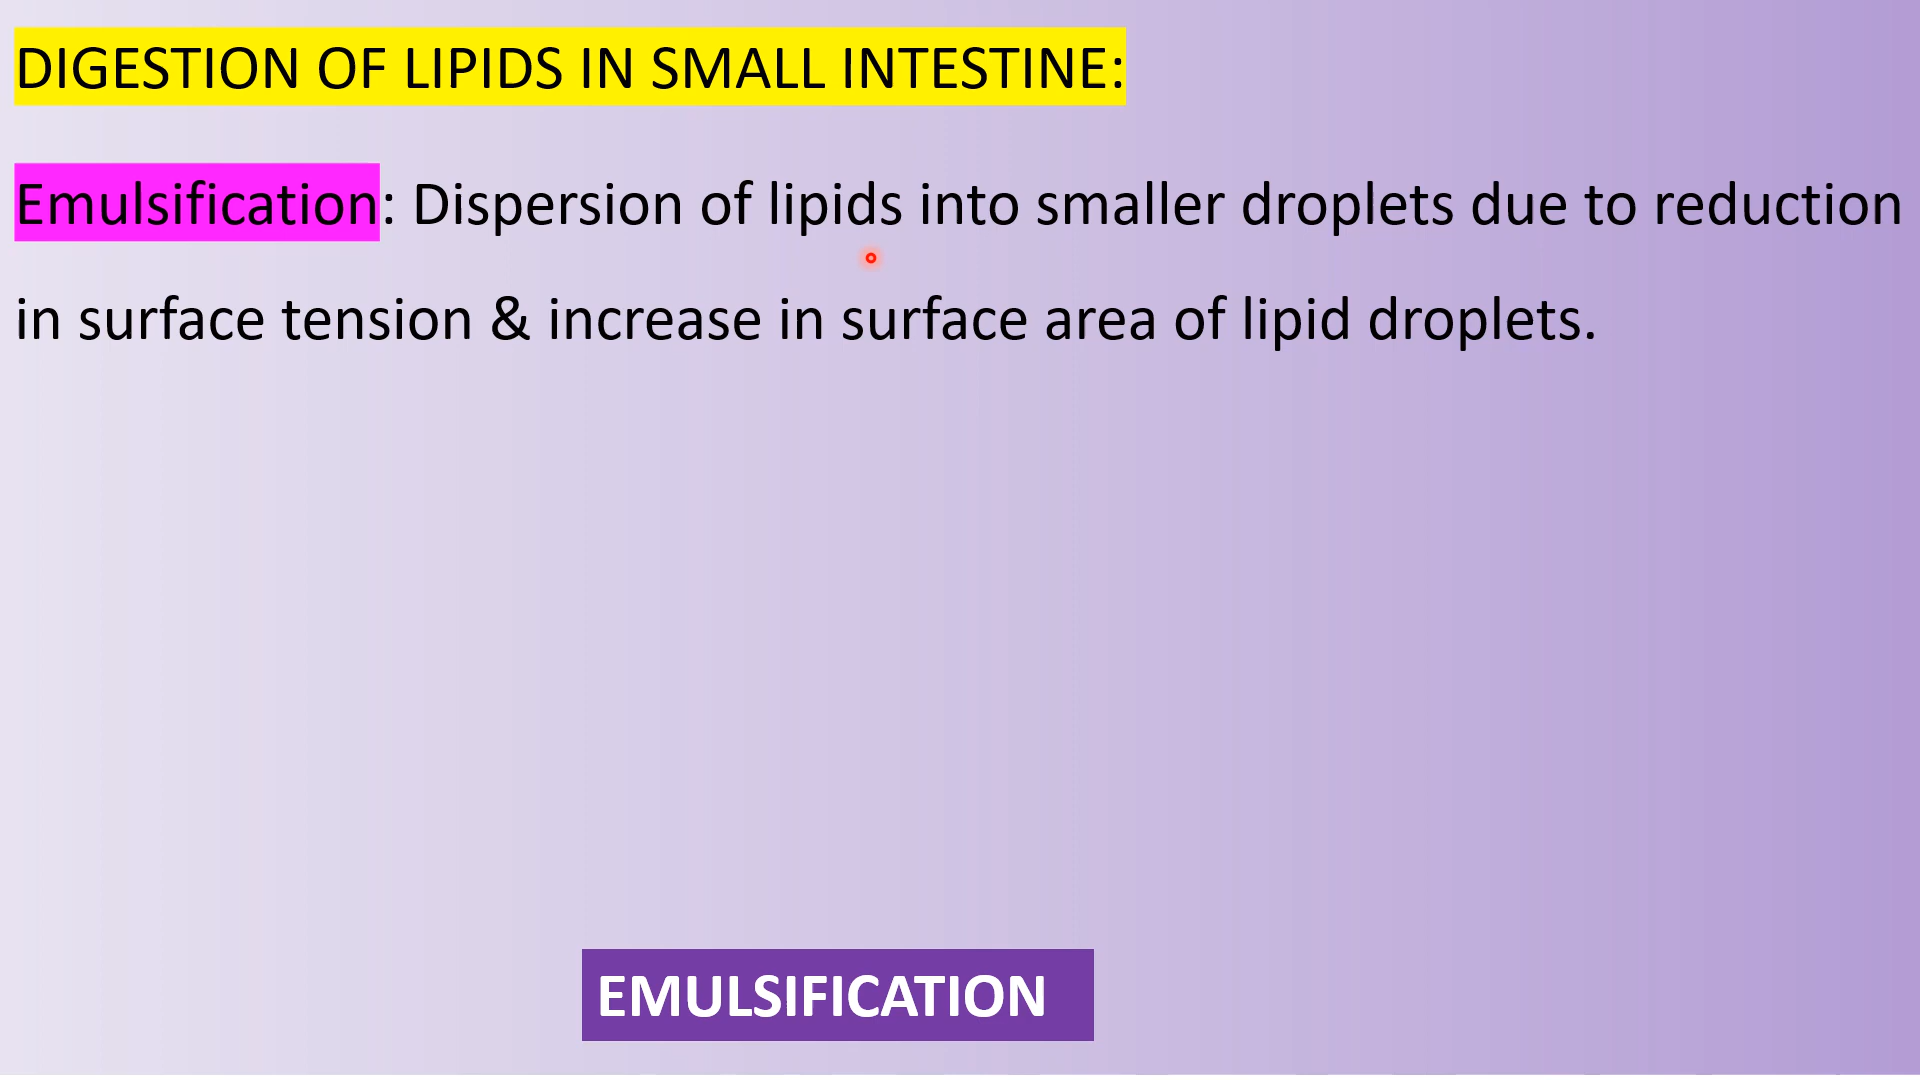 DIGESTION OF LIPIDS IN SMALL INTESTINE:
Emulsification: Dispersion of lipids into smaller droplets due to reduction
in surface tension & increase in surface area of lipid droplets.
EMULSIFICATION